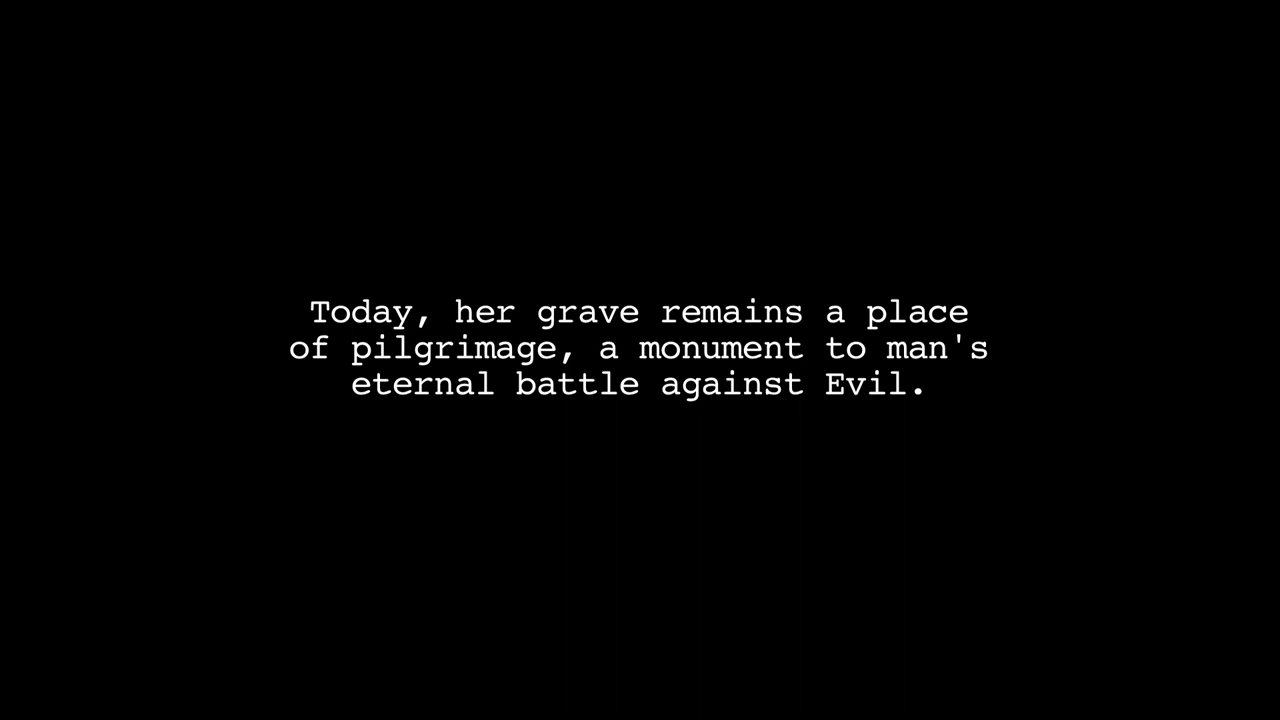 Today, her grave remains a place
of pilgrimage, a monument to man's
eternal battle against Evil.